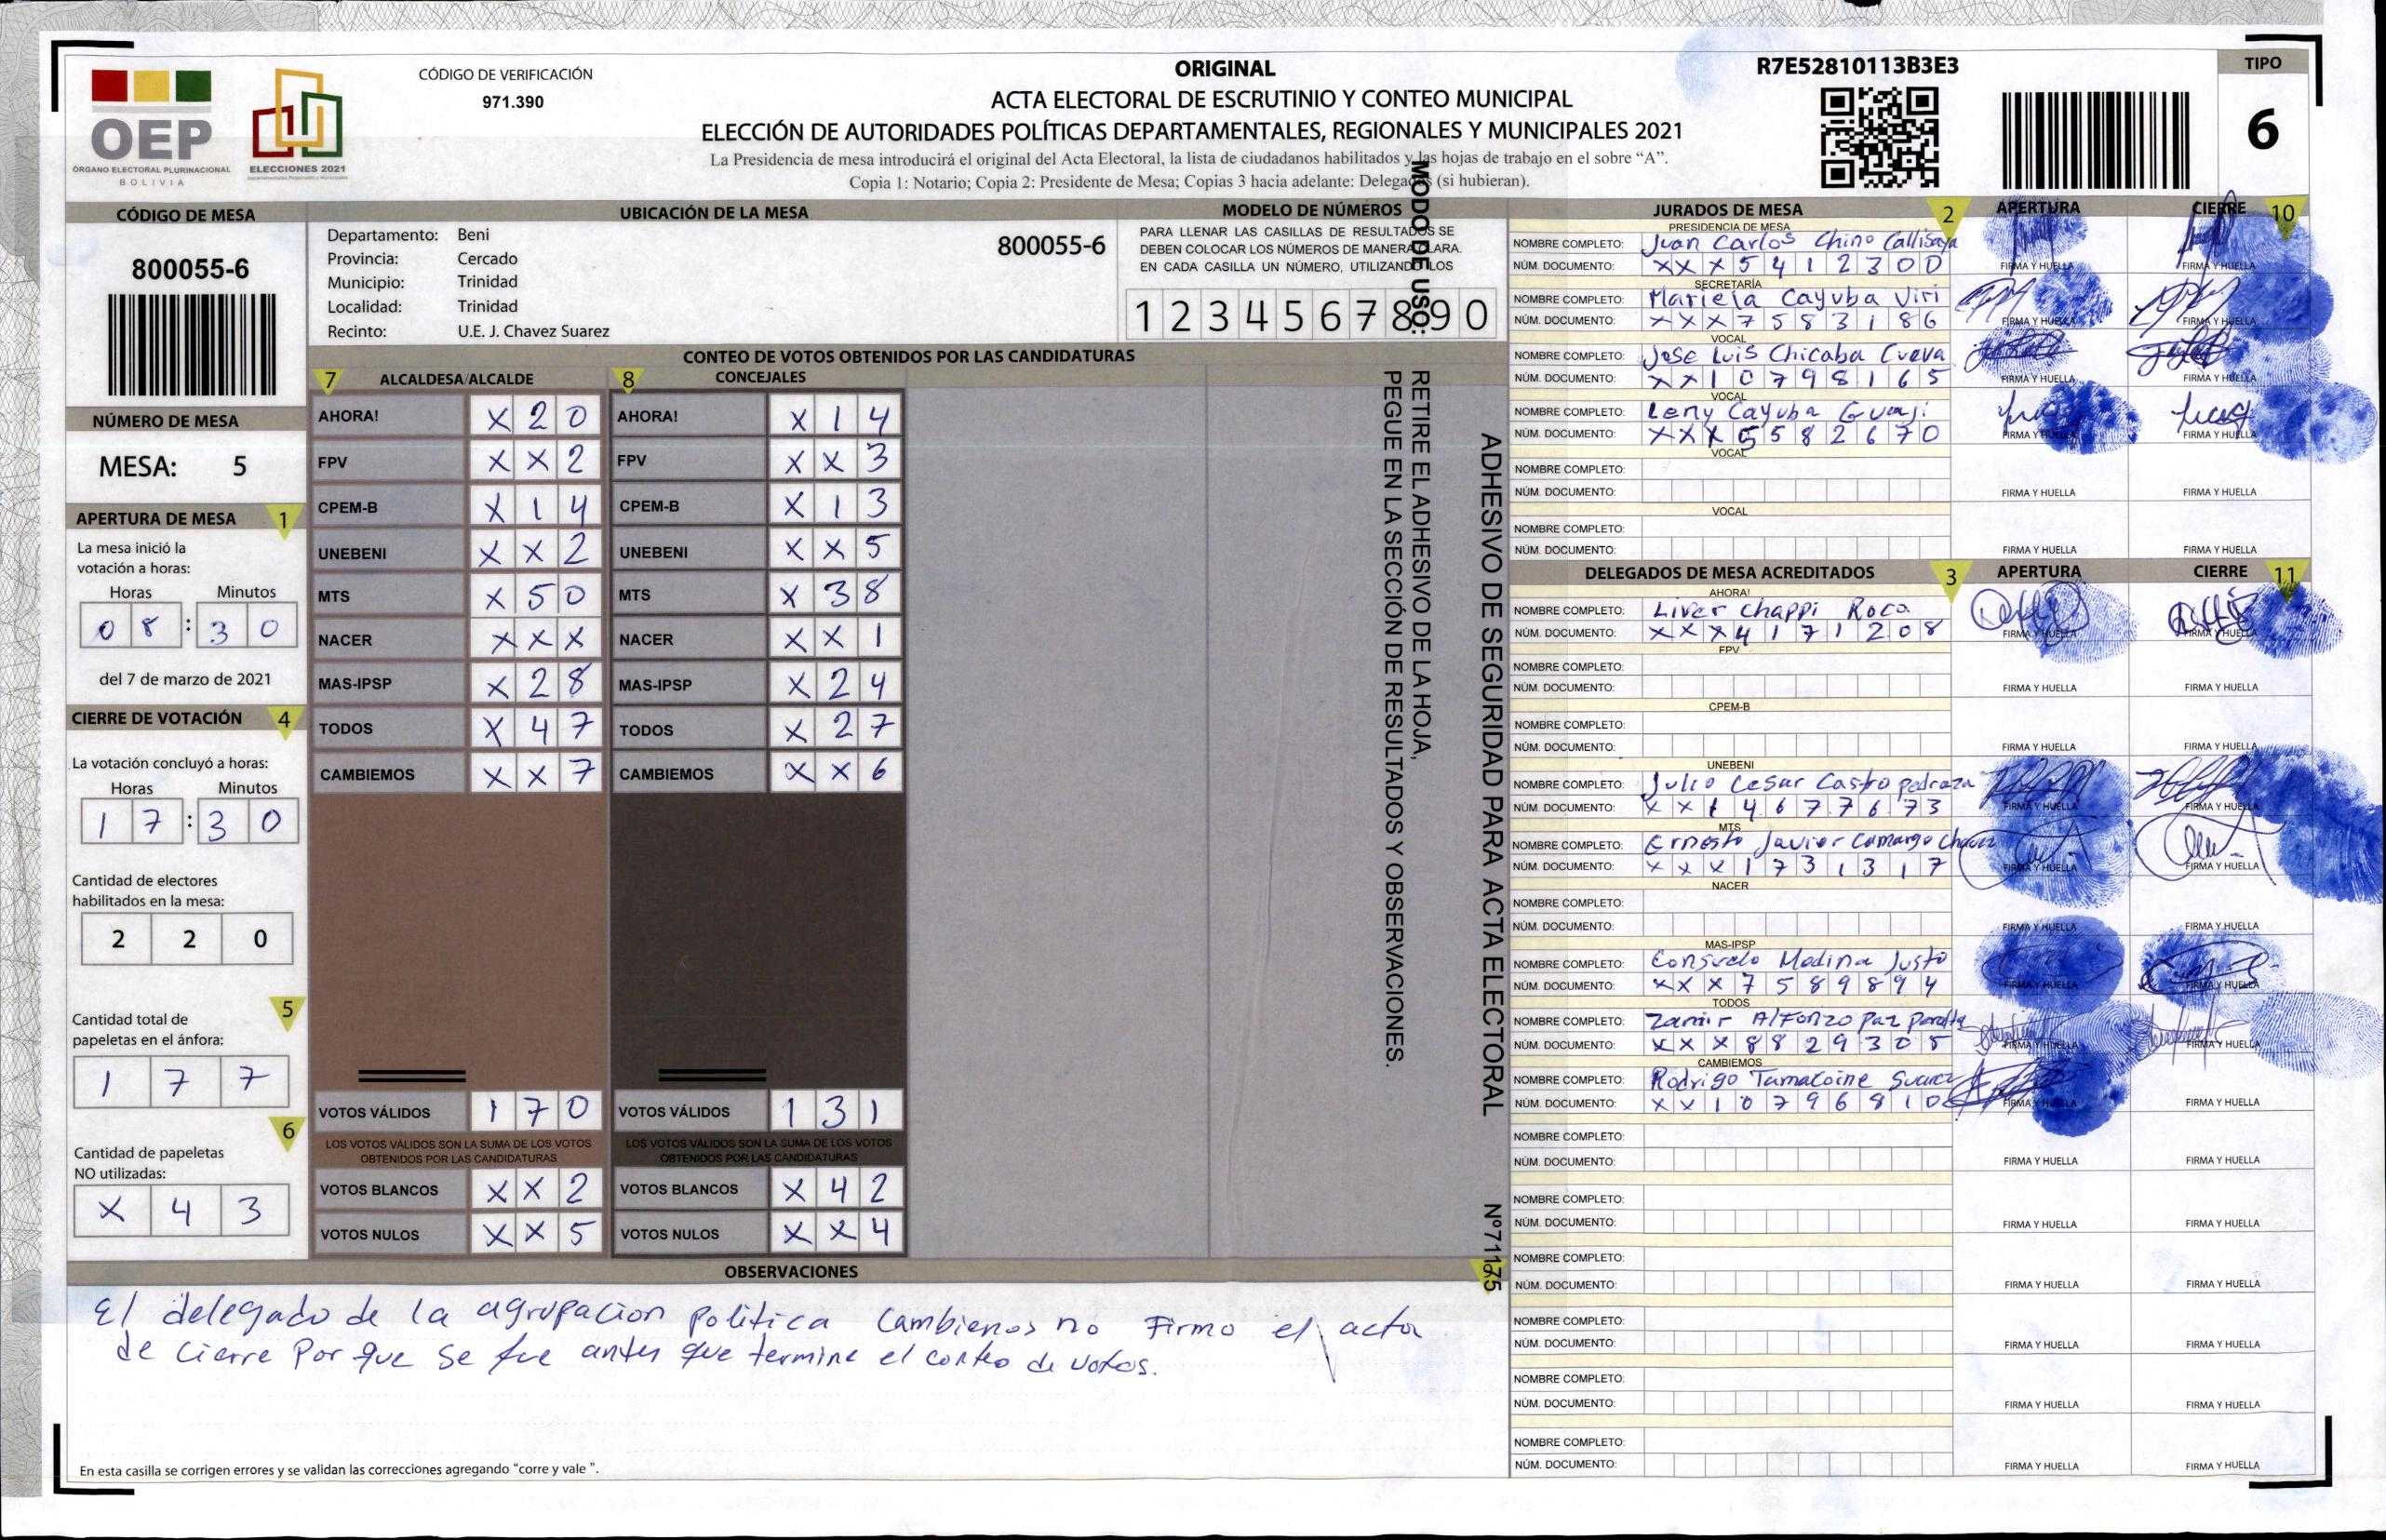 OEP
ÓRGANO ELECTORAL PLURINACIONAL
BOLIVIA
ELECCIONES 2021
CÓDIGO DE VERIFICACIÓN
971.390
ORIGINAL
ACTA ELECTORAL DE ESCRUTINIO Y CONTEO MUNICIPAL
ELECCIÓN DE AUTORIDADES POLÍTICAS DEPARTAMENTALES, REGIONALES Y MUNICIPALES 2021
La Presidencia de mesa introducirá el original del Acta Electoral, la lista de ciudadanos habilitados y las hojas de trabajo en el sobre “A”.
Copia 1: Notario; Copia 2: Presidente de Mesa; Copias 3 hacia adelante: Delegados (si hubieran).
R7E52810113B3E3
TIPO
6
CÓDIGO DE MESA
800055-6
NÚMERO DE MESA
MESA: 5
APERTURA DE MESA 1
La mesa inició la
votación a horas:
Horas Minutos
0 8 : 3 0
del 7 de marzo de 2021
CIERRE DE VOTACIÓN 4
La votación concluyó a horas:
Horas Minutos
1 7 : 3 0
Cantidad de electores
habilitados en la mesa:
2 2 0
5
Cantidad total de
papeletas en el ánfora:
1 7 7
6
Cantidad de papeletas
NO utilizadas:
X 4 3
UBICACIÓN DE LA MESA
Departamento: Beni
Provincia: Cercado
Municipio: Trinidad
Localidad: Trinidad
Recinto: U.E. J. Chavez Suarez
800055-6
MODELO DE NÚMEROS
PARA LLENAR LAS CASILLAS DE RESULTADOS SE
DEBEN COLOCAR LOS NÚMEROS DE MANERA CLARA.
EN CADA CASILLA UN NÚMERO, UTILIZANDO LOS
1 2 3 4 5 6 7 8 9 0
CONTEO DE VOTOS OBTENIDOS POR LAS CANDIDATURAS
7 ALCALDESA/ALCALDE 8 CONCEJALES
AHORA! X 2 0 AHORA! X 1 4
FPV X X 2 FPV X X 3
CPEM-B X 1 4 CPEM-B X 1 3
UNEBENI X X 2 UNEBENI X X 5
MTS X 5 0 MTS X 3 8
NACER X X X NACER X X 1
MAS-IPSP X 2 8 MAS-IPSP X 2 4
TODOS X 4 7 TODOS X 2 7
CAMBIEMOS X X 7 CAMBIEMOS X X 6
VOTOS VÁLIDOS 1 7 0 VOTOS VÁLIDOS 1 3 1
LOS VOTOS VÁLIDOS SON LA SUMA DE LOS VOTOS LOS VOTOS VÁLIDOS SON LA SUMA DE LOS VOTOS
OBTENIDOS POR LAS CANDIDATURAS OBTENIDOS POR LAS CANDIDATURAS
VOTOS BLANCOS X X 2 VOTOS BLANCOS X 4 2
VOTOS NULOS X X 5 VOTOS NULOS X X 4
MODO DE USO:
RETIRE EL ADHESIVO DE LA HOJA,
PEGUE EN LA SECCIÓN DE RESULTADOS Y OBSERVACIONES.
ADHESIVO DE SEGURIDAD PARA ACTA ELECTORAL Nº71175
OBSERVACIONES
El delegado de la agrupacion politica Cambienos no Firmo el acta
de cierre Por que se fue antes que termine el conteo de votos.
En esta casilla se corrigen errores y se validan las correcciones agregando “corre y vale ”.
JURADOS DE MESA 2 APERTURA CIERRE 10
PRESIDENCIA DE MESA
NOMBRE COMPLETO: Juan Carlos Chino Callisaya
NÚM. DOCUMENTO: X X X 5 4 1 2 3 0 0 FIRMA Y HUELLA FIRMA Y HUELLA
SECRETARÍA
NOMBRE COMPLETO: Mariela Cayuba Viri
NÚM. DOCUMENTO: X X X 7 5 8 3 1 8 6 FIRMA Y HUELLA FIRMA Y HUELLA
VOCAL
NOMBRE COMPLETO: Jose Luis Chicaba Cueva
NÚM. DOCUMENTO: X X 1 0 7 9 8 1 6 5 FIRMA Y HUELLA FIRMA Y HUELLA
VOCAL
NOMBRE COMPLETO: Leny Cayuba
NÚM. DOCUMENTO: X X X 5 5 8 2 6 7 0 FIRMA Y HUELLA FIRMA Y HUELLA
VOCAL
NOMBRE COMPLETO:
NÚM. DOCUMENTO: FIRMA Y HUELLA FIRMA Y HUELLA
VOCAL
NOMBRE COMPLETO:
NÚM. DOCUMENTO: FIRMA Y HUELLA FIRMA Y HUELLA
DELEGADOS DE MESA ACREDITADOS 3 APERTURA CIERRE 11
AHORA!
NOMBRE COMPLETO: Liver Chappi Roca
NÚM. DOCUMENTO: X X X 4 1 7 1 2 0 8 FIRMA Y HUELLA FIRMA Y HUELLA
FPV
NOMBRE COMPLETO:
NÚM. DOCUMENTO: FIRMA Y HUELLA FIRMA Y HUELLA
CPEM-B
NOMBRE COMPLETO:
NÚM. DOCUMENTO: FIRMA Y HUELLA FIRMA Y HUELLA
UNEBENI
NOMBRE COMPLETO: Julio Cesar Castro pedraza
NÚM. DOCUMENTO: X X 1 4 6 7 7 6 7 3 FIRMA Y HUELLA FIRMA Y HUELLA
MTS
NOMBRE COMPLETO: Ernesto Javier Camargo Chavez
NÚM. DOCUMENTO: X X X 1 7 3 1 3 1 7 FIRMA Y HUELLA FIRMA Y HUELLA
NACER
NOMBRE COMPLETO:
NÚM. DOCUMENTO: FIRMA Y HUELLA FIRMA Y HUELLA
MAS-IPSP
NOMBRE COMPLETO: Consuelo Medina Justo
NÚM. DOCUMENTO: X X X 7 5 8 9 8 9 4 FIRMA Y HUELLA FIRMA Y HUELLA
TODOS
NOMBRE COMPLETO: Zamir Alfonzo Paz
NÚM. DOCUMENTO: X X X 8 8 2 9 3 0 5 FIRMA Y HUELLA FIRMA Y HUELLA
CAMBIEMOS
NOMBRE COMPLETO: Rodrigo Tamacoine Suarez
NÚM. DOCUMENTO: X X 1 0 7 9 6 8 1 0 FIRMA Y HUELLA FIRMA Y HUELLA
NOMBRE COMPLETO:
NÚM. DOCUMENTO: FIRMA Y HUELLA FIRMA Y HUELLA
NOMBRE COMPLETO:
NÚM. DOCUMENTO: FIRMA Y HUELLA FIRMA Y HUELLA
NOMBRE COMPLETO:
NÚM. DOCUMENTO: FIRMA Y HUELLA FIRMA Y HUELLA
NOMBRE COMPLETO:
NÚM. DOCUMENTO: FIRMA Y HUELLA FIRMA Y HUELLA
NOMBRE COMPLETO:
NÚM. DOCUMENTO: FIRMA Y HUELLA FIRMA Y HUELLA
NOMBRE COMPLETO:
NÚM. DOCUMENTO: FIRMA Y HUELLA FIRMA Y HUELLA